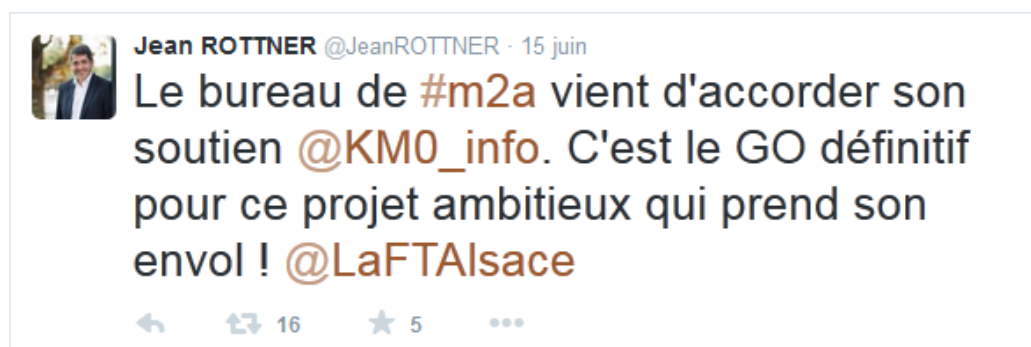 Jean ROTTNER @JeanROTTNER · 15 juin
Le bureau de #m2a vient d'accorder son
soutien @KM0_info. C'est le GO définitif
pour ce projet ambitieux qui prend son
envol ! @LaFTAlsace
16 5